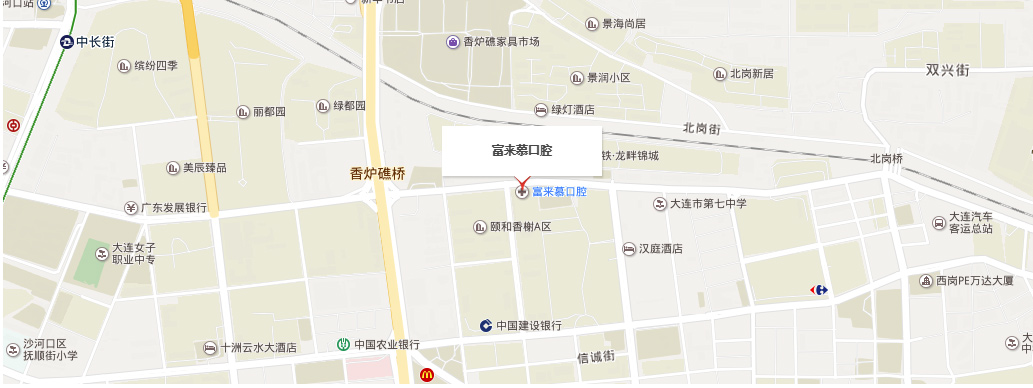 河口站
景海尚居
中长街
香炉礁家具市场
缤纷四季
景润小区
北岗新居
双兴街
丽都园
绿都园
绿灯酒店
北岗街
富来慕口腔
铁·龙畔锦城
北岗桥
美辰臻品
香炉礁桥
富来慕口腔
广东发展银行
大连市第七中学
颐和香榭A区
大连汽车
客运总站
大连女子
职业中专
汉庭酒店
西岗PE万达大厦
中国建设银行
沙河口区
抚顺街小学
十洲云水大酒店
中国农业银行
信诚街
大
中